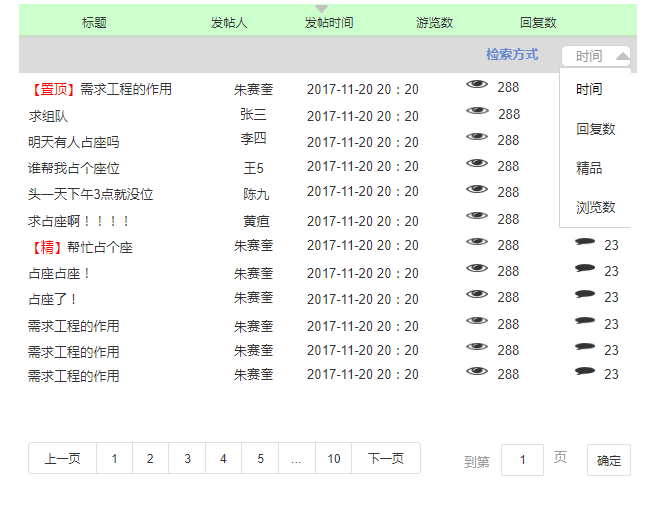 标题 发帖人 发帖时间 游览数 回复数
检索方式 时间
【置顶】需求工程的作用 朱赛奎 2017-11-20 20：20 288 时间
求组队 张三 2017-11-20 20：20 288
明天有人占座吗 李四 2017-11-20 20：20 288 回复数
谁帮我占个座位 王5 2017-11-20 20：20 288 精品
头一天下午3点就没位 陈九 2017-11-20 20：20 288
求占座啊！！！！ 黄疸 2017-11-20 20：20 288 浏览数
【精】帮忙占个座 朱赛奎 2017-11-20 20：20 288 23
占座占座！ 朱赛奎 2017-11-20 20：20 288 23
占座了！ 朱赛奎 2017-11-20 20：20 288 23
需求工程的作用 朱赛奎 2017-11-20 20：20 288 23
需求工程的作用 朱赛奎 2017-11-20 20：20 288 23
需求工程的作用 朱赛奎 2017-11-20 20：20 288 23
上一页 1 2 3 4 5 ... 10 下一页 到第 1 页 确定